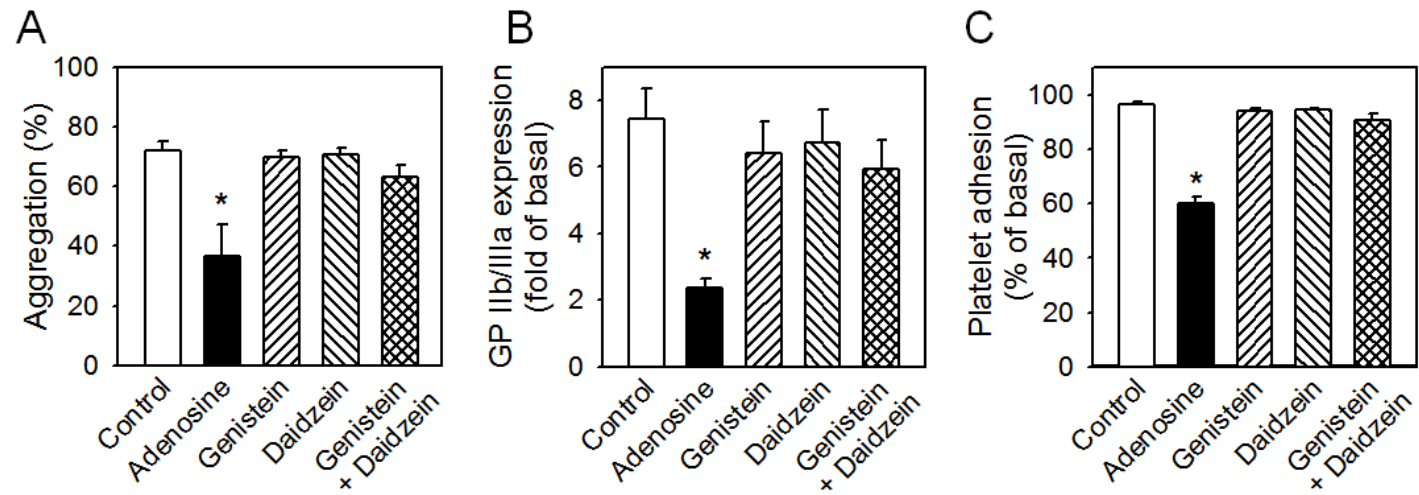 A
Aggregation (%)
100
80
60
40
20
0
*
Control
Adenosine
Genistein
Daidzein
Genistein
+ Daidzein
B
GP IIb/IIIa expression
(fold of basal)
8
6
4
2
0
*
Control
Adenosine
Genistein
Daidzein
Genistein
+ Daidzein
C
Platelet adhesion
(% of basal)
100
80
60
40
20
0
*
Control
Adenosine
Genistein
Daidzein
Genistein
+ Daidzein